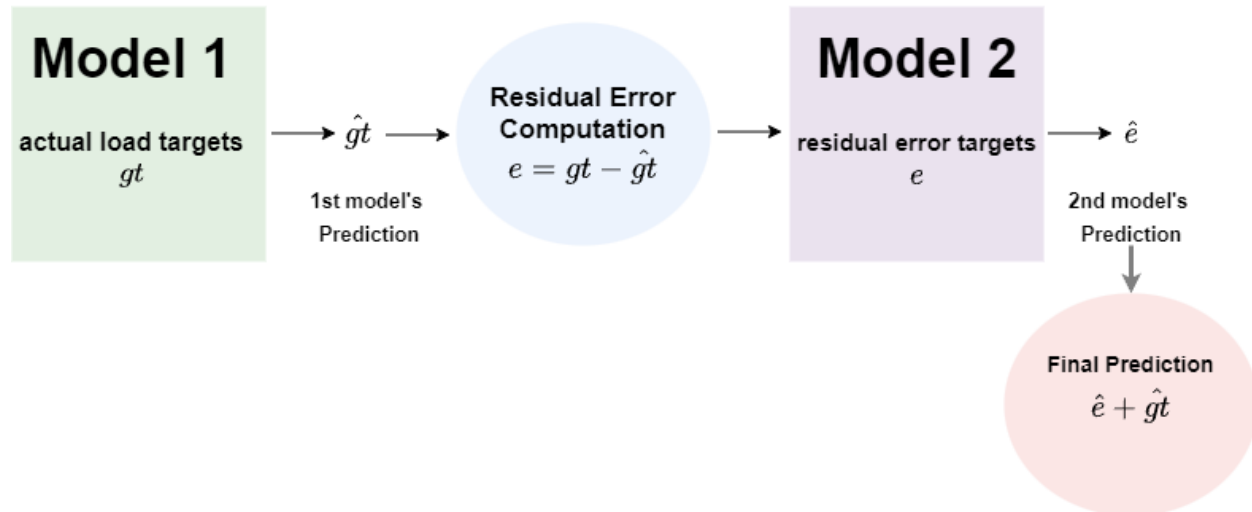 Model 1
actual load targets
gt
ĝt
1st model's
Prediction
Residual Error
Computation
e = gt − ĝt
Model 2
residual error targets
e
ê
2nd model's
Prediction
Final Prediction
ê + ĝt